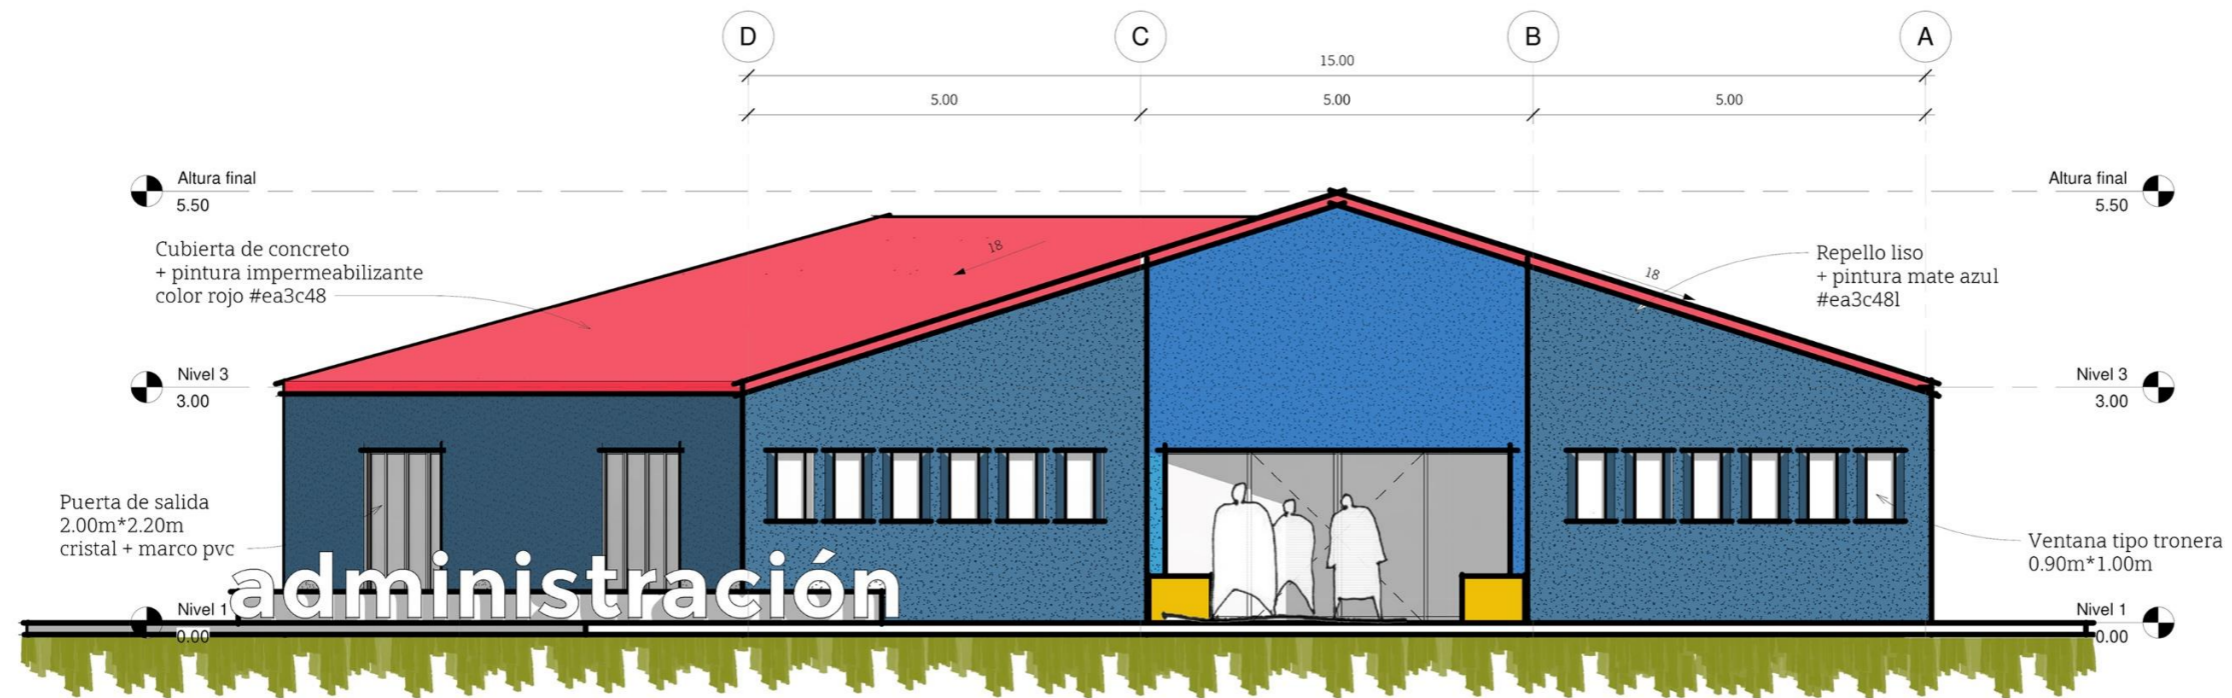 D
C
B
A
15.00
5.00
5.00
5.00
Altura final
5.50
Altura final
5.50
Cubierta de concreto
+ pintura impermeabilizante
color rojo #ea3c48
18
18
Repello liso
+ pintura mate azul
#ea3c48l
Nivel 3
3.00
Nivel 3
3.00
Puerta de salida
2.00m*2.20m
cristal + marco pvc
Ventana tipo tronera
0.90m*1.00m
administración
Nivel 1
0.00
Nivel 1
0.00